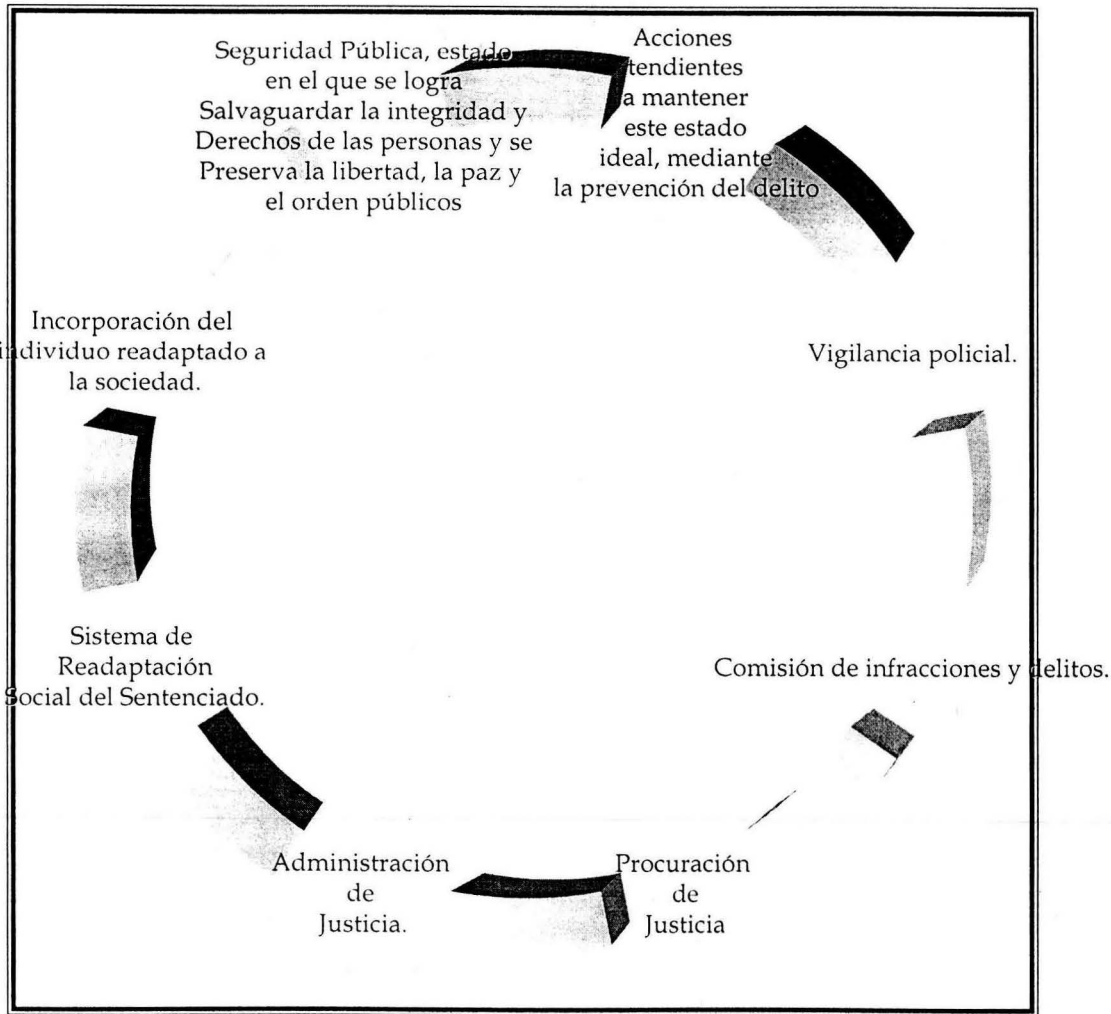 Seguridad Pública, estado
en el que se logra
Salvaguardar la integridad y
Derechos de las personas y se
Preserva la libertad, la paz y
el orden públicos
Acciones
tendientes
a mantener
este estado
ideal, mediante
la prevención del delito
Vigilancia policial.
Comisión de infracciones y delitos.
Procuración
de
Justicia
Administración
de
Justicia.
Sistema de
Readaptación
Social del Sentenciado.
Incorporación del
individuo readaptado a
la sociedad.